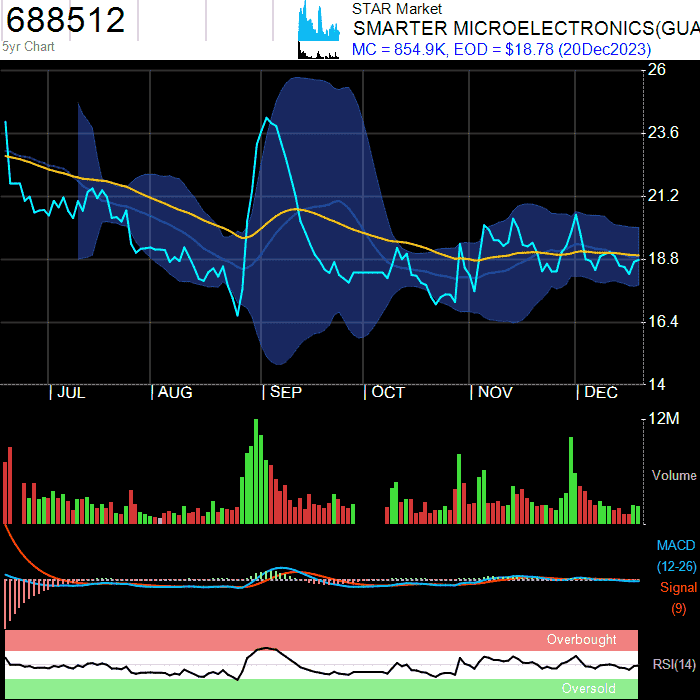 688512
STAR Market
SMARTER MICROELECTRONICS(GUA
5yr Chart
MC = 854.9K, EOD = $18.78 (20Dec2023)
26
23.6
21.2
18.8
16.4
14
JUL AUG SEP OCT NOV DEC
12M
Volume
MACD
(12-26)
Signal
(9)
Overbought
RSI(14)
Oversold